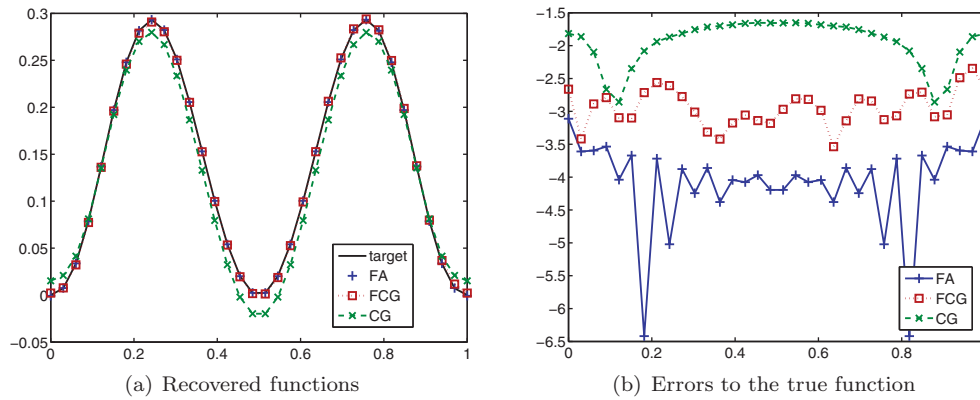 0.3
0.25
0.2
0.15
0.1
0.05
0
-0.05
0 0.2 0.4 0.6 0.8 1
target
FA
FCG
CG
(a) Recovered functions
-1.5
-2
-2.5
-3
-3.5
-4
-4.5
-5
-5.5
-6
-6.5
0 0.2 0.4 0.6 0.8
FA
FCG
CG
(b) Errors to the true function